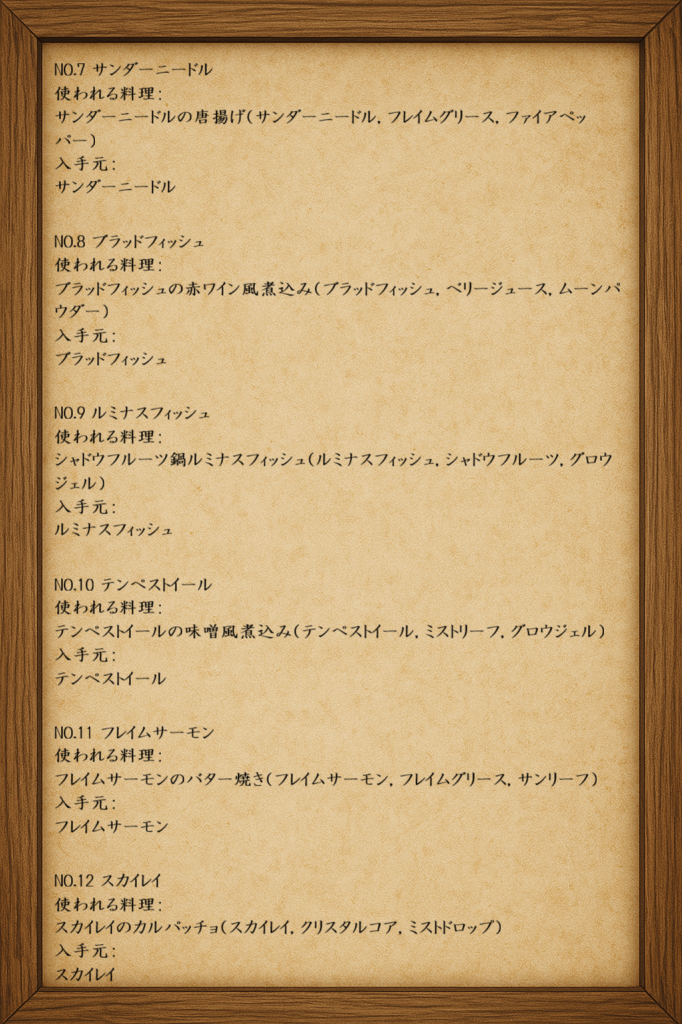 NO.7 サンダーニードル
使われる料理:
サンダーニードルの唐揚げ(サンダーニードル, フレイムグリース, ファイアペッ
パー)
入手元:
サンダーニードル
NO.8 ブラッドフィッシュ
使われる料理:
ブラッドフィッシュの赤ワイン風煮込み(ブラッドフィッシュ, ベリージュース, ムーンパ
ウダー)
入手元:
ブラッドフィッシュ
NO.9 ルミナスフィッシュ
使われる料理:
シャドウフルーツ鍋ルミナスフィッシュ(ルミナスフィッシュ, シャドウフルーツ, グロウ
ジェル)
入手元:
ルミナスフィッシュ
NO.10 テンペストイール
使われる料理:
テンペストイールの味噌風煮込み(テンペストイール, ミストリーフ, グロウジェル)
入手元:
テンペストイール
NO.11 フレイムサーモン
使われる料理:
フレイムサーモンのバター焼き(フレイムサーモン, フレイムグリース, サンリーフ)
入手元:
フレイムサーモン
NO.12 スカイレイ
使われる料理:
スカイレイのカルパッチョ(スカイレイ, クリスタルコア, ミストドロップ)
入手元:
スカイレイ